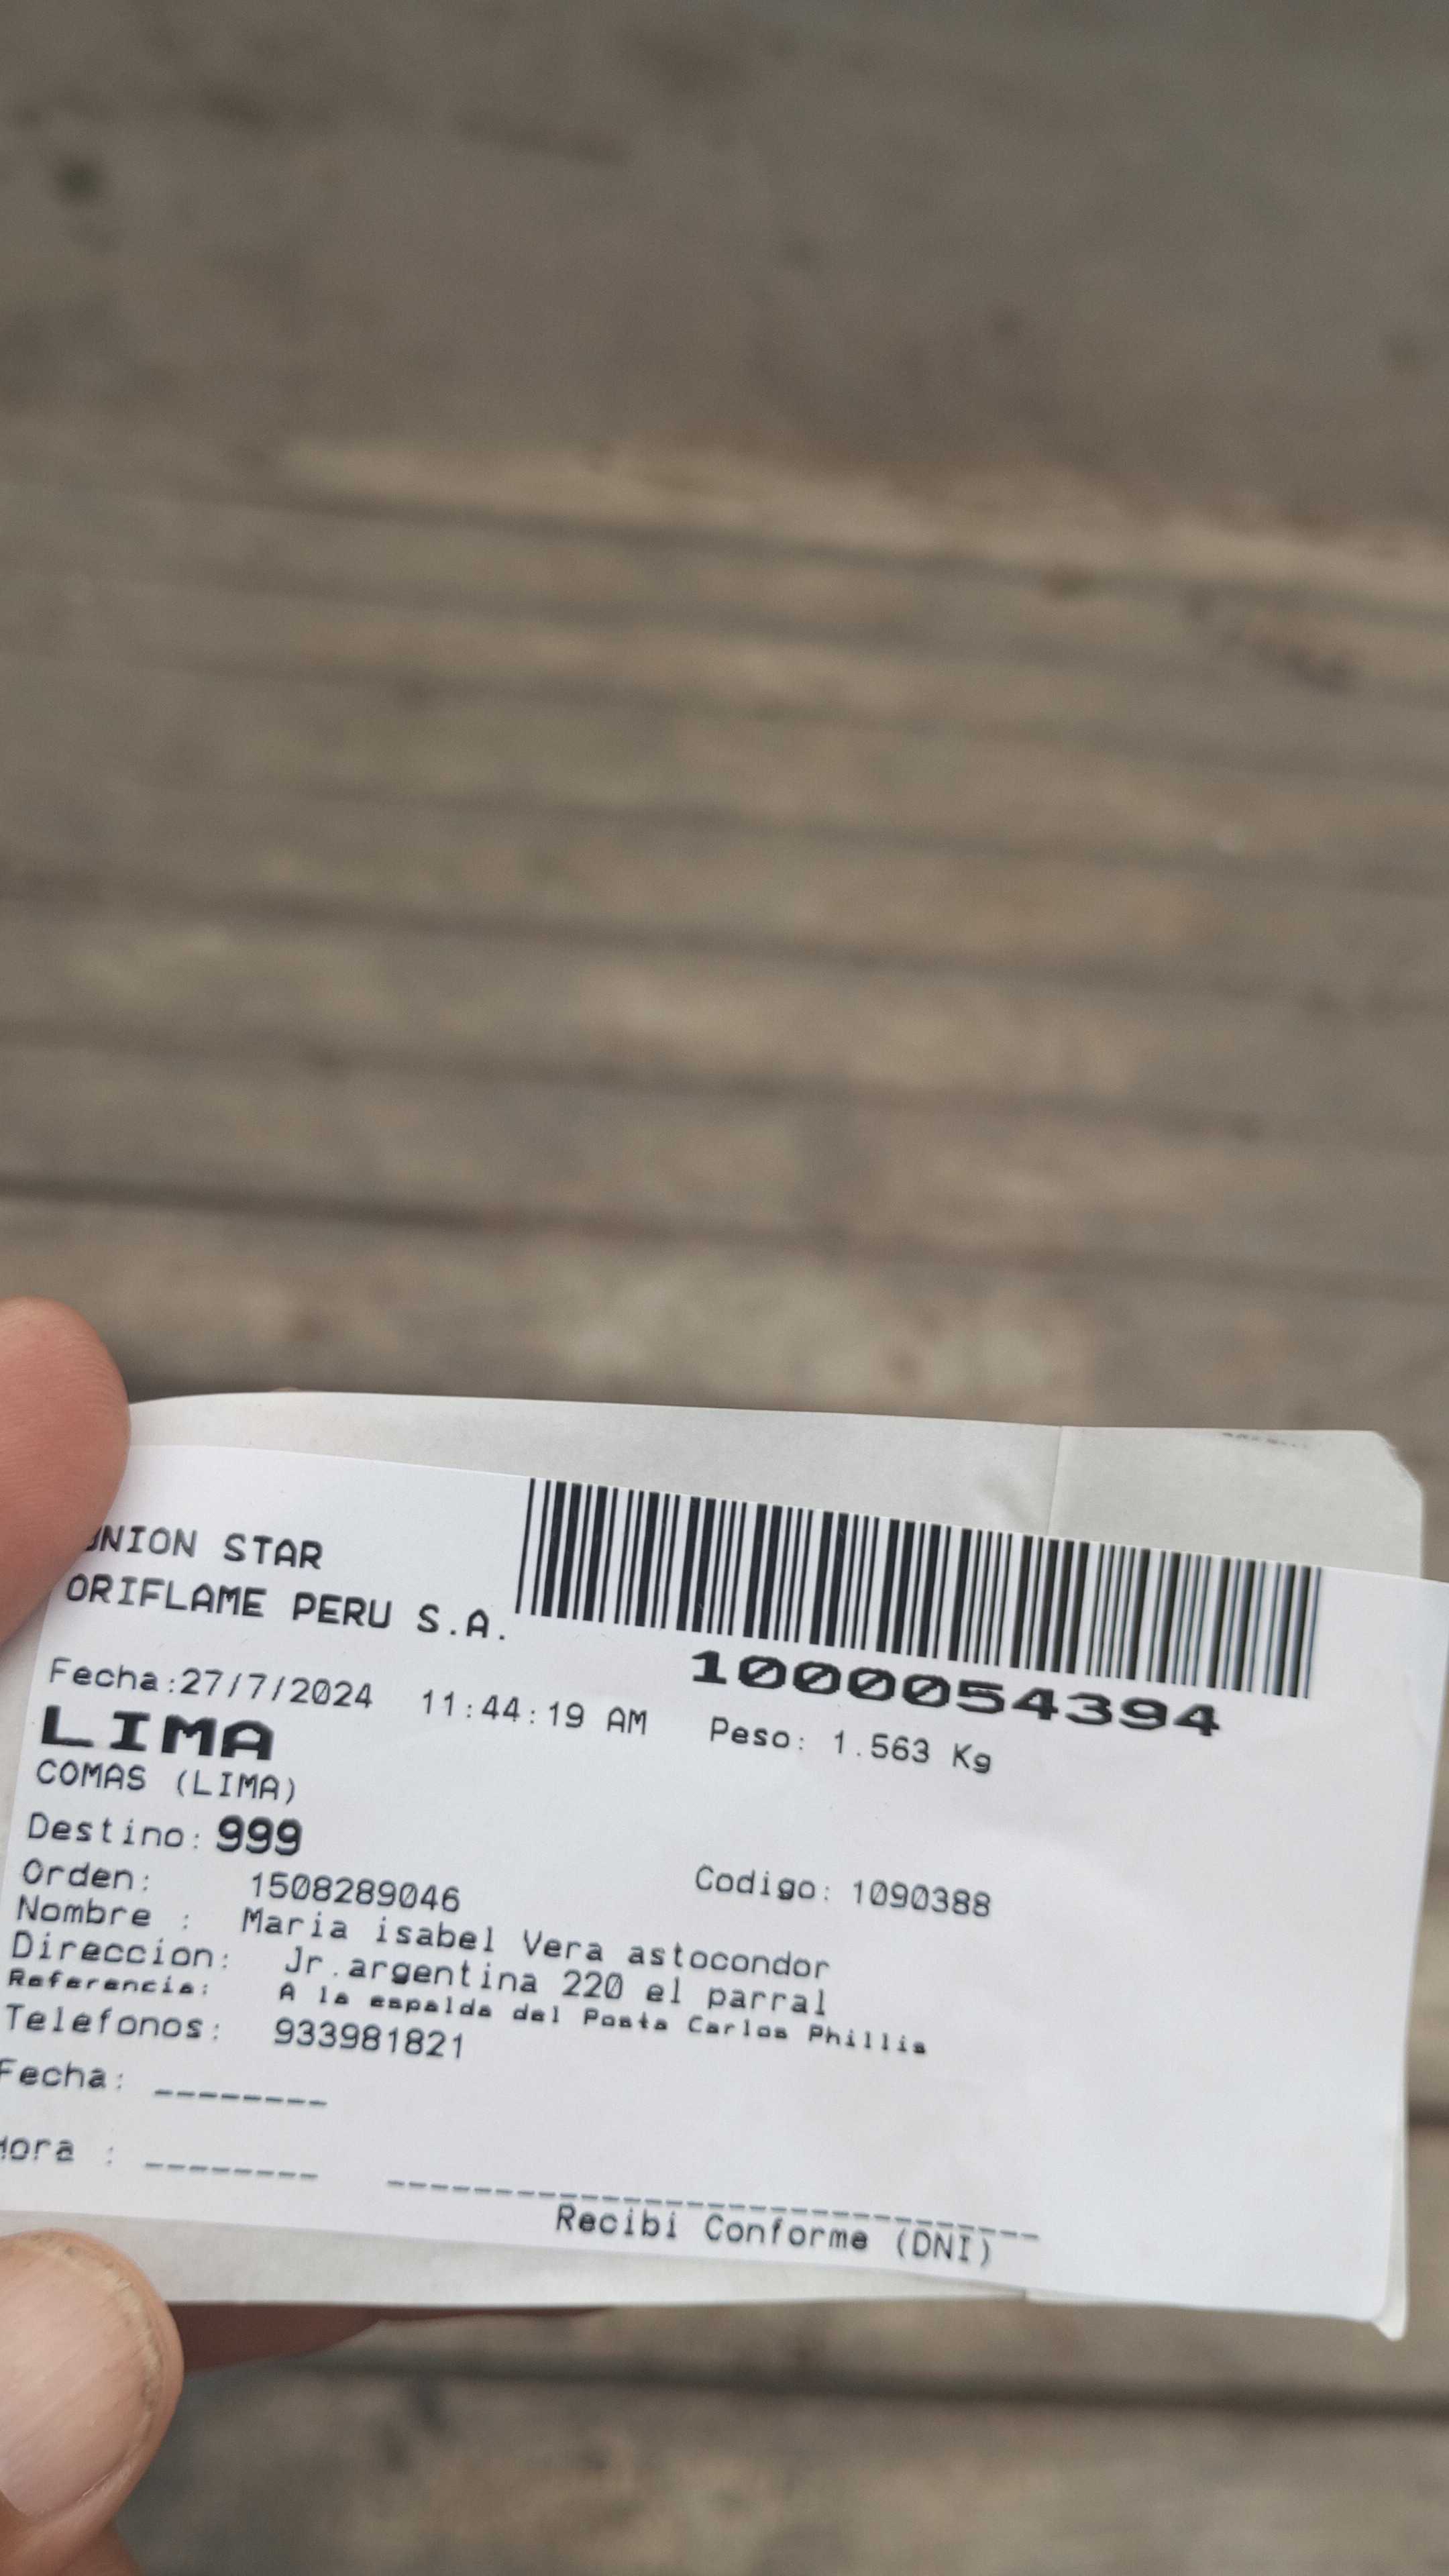 UNION STAR
ORIFLAME PERU S.A.
1000054394
Fecha:27/7/2024 11:44:19 AM Peso: 1.563 Kg
LIMA
COMAS (LIMA)
Destino: 999
Orden: 1508289046 Codigo: 1090388
Nombre : Maria isabel Vera astocondor
Direccion: Jr.argentina 220 el parral
Referencia: A la espalda del Posta Carlos Phillis
Telefonos: 933981821
Fecha: ________
Hora : ________
Recibi Conforme (DNI)